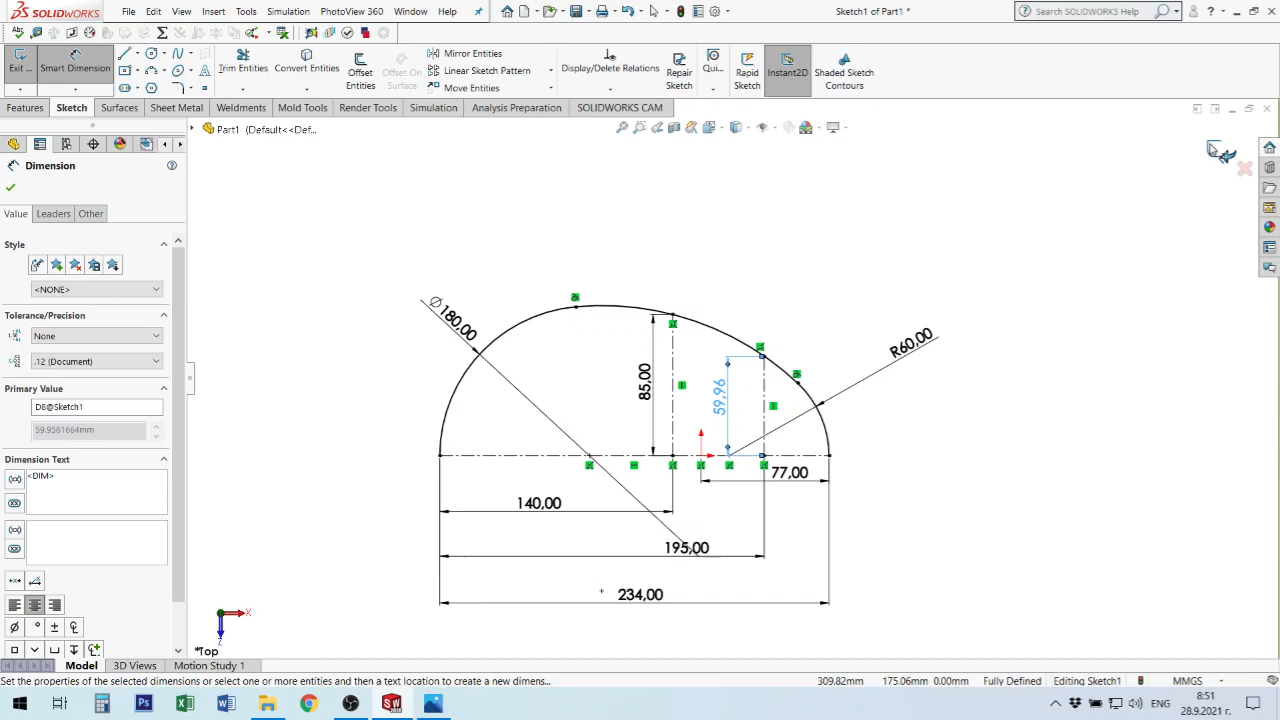 SOLIDWORKS
File Edit View Insert Tools Simulation PhotoView 360 Window Help
Sketch1 of Part1 *
Search SOLIDWORKS Help
Exit ...
Smart Dimension
Trim Entities
Convert Entities
Offset Entities
Offset On Surface
Mirror Entities
Linear Sketch Pattern
Move Entities
Display/Delete Relations
Repair Sketch
Qui...
Rapid Sketch
Instant2D
Shaded Sketch Contours
Features Sketch Surfaces Sheet Metal Weldments Mold Tools Render Tools Simulation Analysis Preparation SOLIDWORKS CAM
Part1 (Default<<Def...
Dimension
Value Leaders Other
Style
<NONE>
Tolerance/Precision
None
.12 (Document)
Primary Value
D8@Sketch1
59.9561664mm
Dimension Text
<DIM>
Ø180,00
R60,00
85,00
59,96
77,00
140,00
195,00
234,00
X
Z
*Top
Model 3D Views Motion Study 1
Set the properties of the selected dimensions or select one or more entities and then a text location to create a new dimens...
309.82mm 175.06mm 0.00mm Fully Defined Editing Sketch1 MMGS
ENG
8:51
28.9.2021 г.